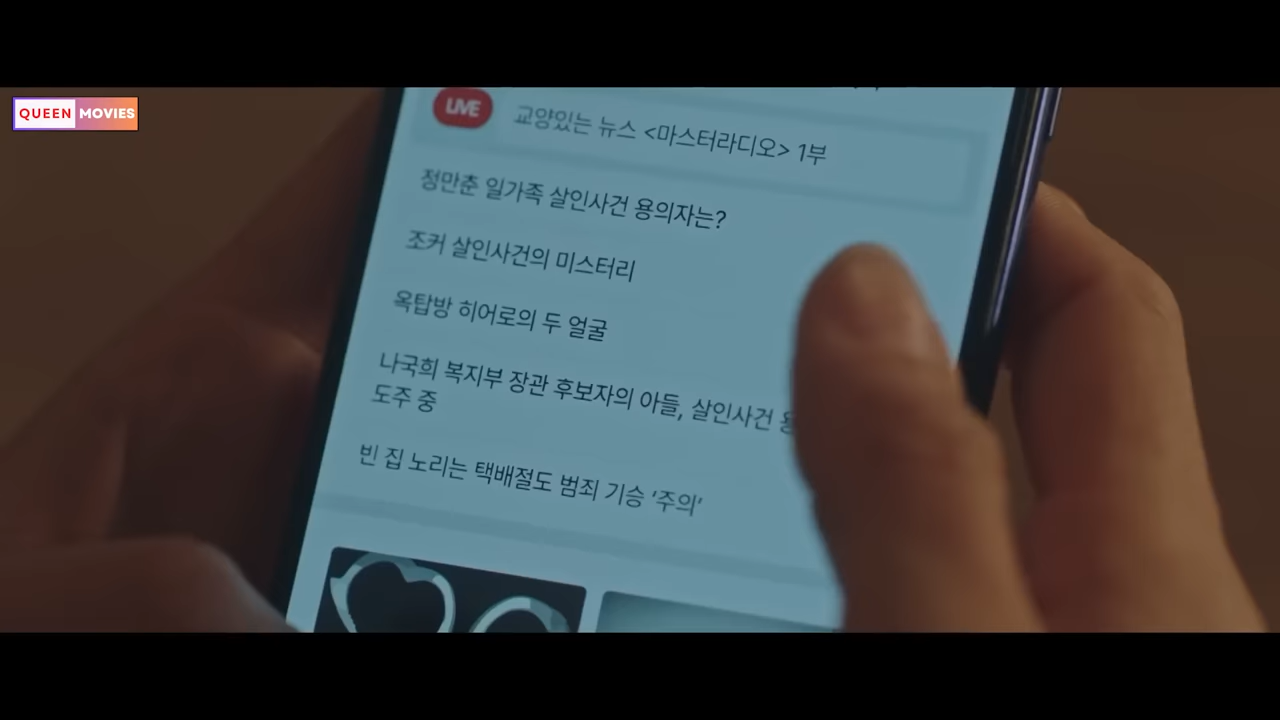 QUEEN MOVIES
LIVE
교양있는 뉴스 <마스터라디오> 1부
정만춘 일가족 살인사건 용의자는?
조커 살인사건의 미스터리
옥탑방 히어로의 두 얼굴
나국희 복지부 장관 후보자의 아들, 살인사건
도주 중
빈 집 노리는 택배절도 범죄 기승 '주의'